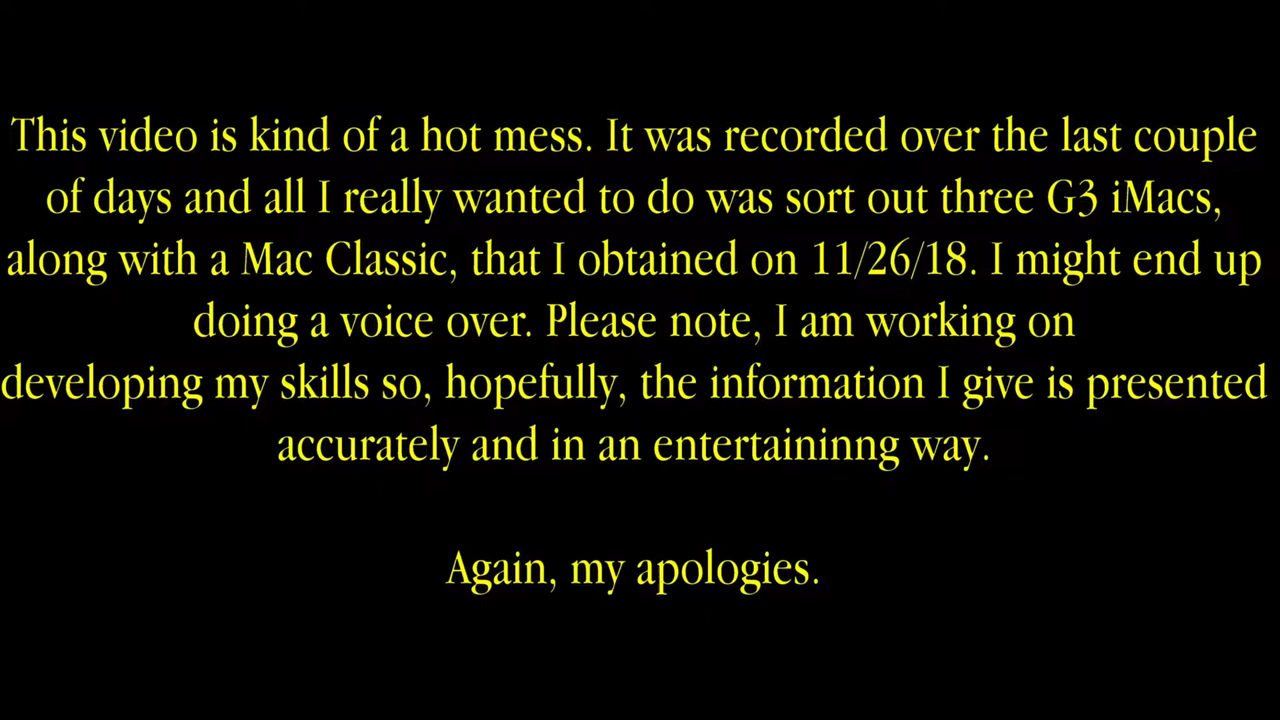 This video is kind of a hot mess. It was recorded over the last couple
of days and all I really wanted to do was sort out three G3 iMacs,
along with a Mac Classic, that I obtained on 11/26/18. I might end up
doing a voice over. Please note, I am working on
developing my skills so, hopefully, the information I give is presented
accurately and in an entertaininng way.
Again, my apologies.